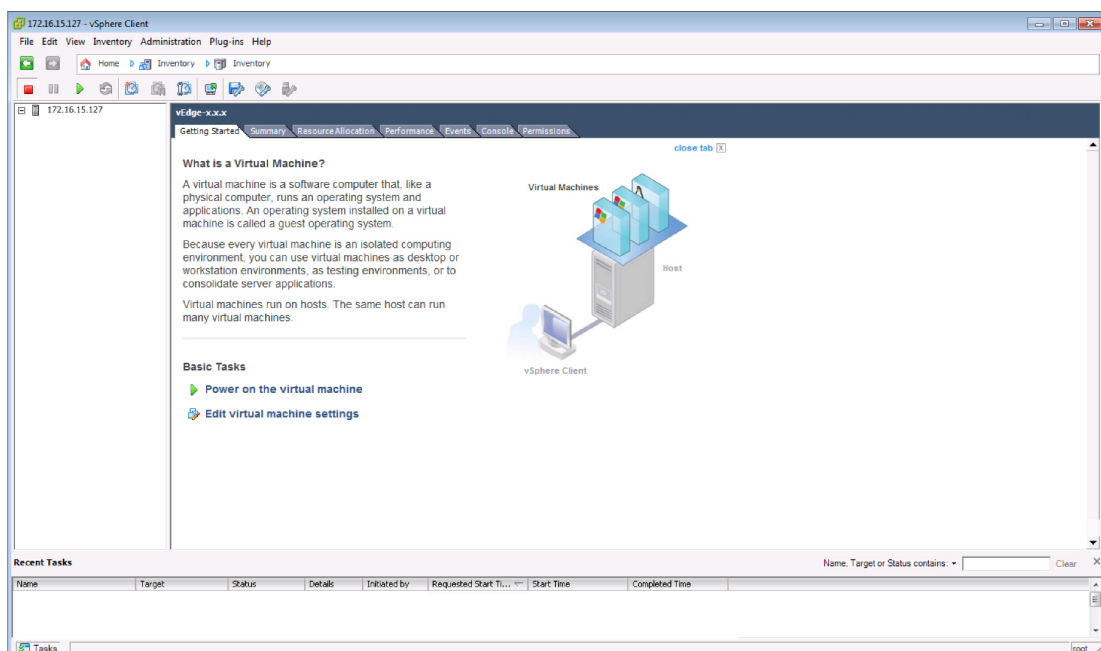 172.16.15.127 - vSphere Client
File Edit View Inventory Administration Plug-ins Help
Home Inventory Inventory
172.16.15.127
vEdge-x.x.x
Getting Started Summary Resource Allocation Performance Events Console Permissions
close tab X
What is a Virtual Machine?
A virtual machine is a software computer that, like a
physical computer, runs an operating system and
applications. An operating system installed on a virtual
machine is called a guest operating system.
Because every virtual machine is an isolated computing
environment, you can use virtual machines as desktop or
workstation environments, as testing environments, or to
consolidate server applications.
Virtual machines run on hosts. The same host can run
many virtual machines.
Virtual Machines
Host
vSphere Client
Basic Tasks
Power on the virtual machine
Edit virtual machine settings
Recent Tasks
Name, Target or Status contains:
Clear
Name Target Status Details Initiated by Requested Start Ti... Start Time Completed Time
Tasks
root